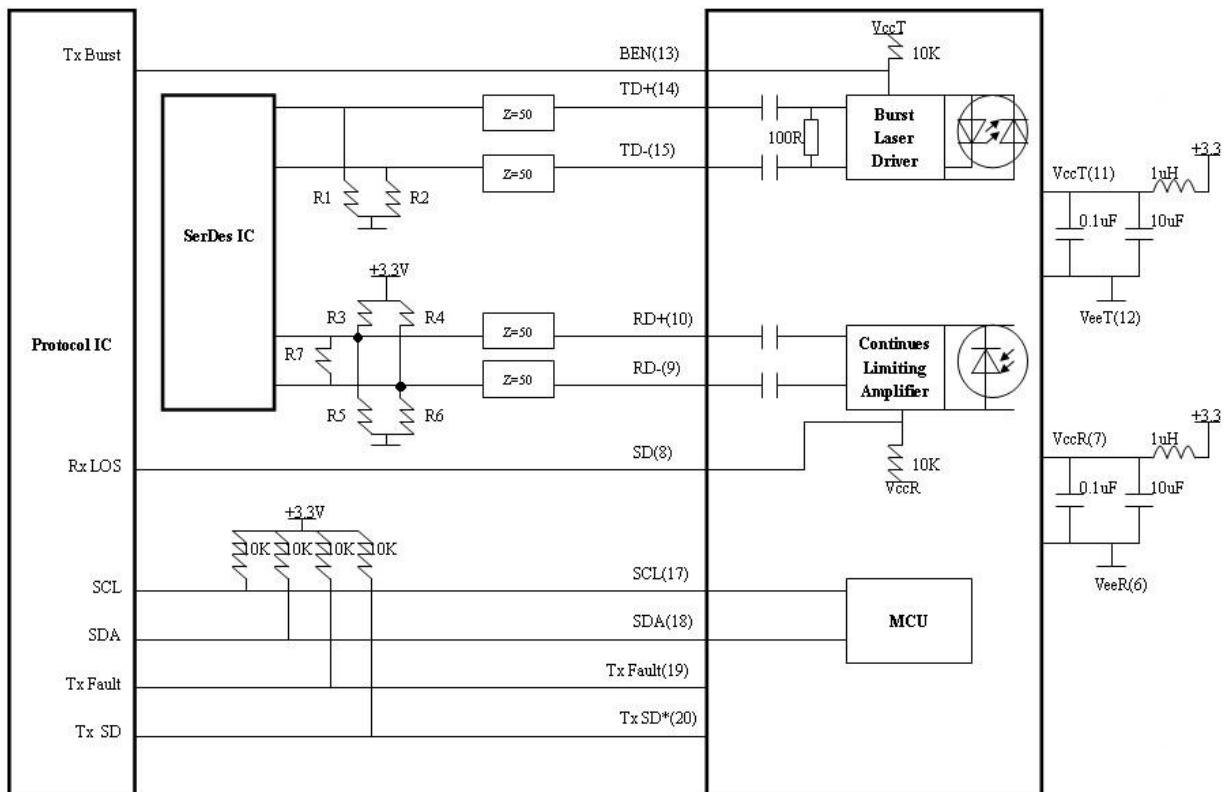 VccT
Tx Burst
BEN(13)
10K
TD+(14)
Z=50
Burst
Laser
Driver
100R
TD-(15)
Z=50
R1
R2
SerDes IC
VccT(11)
1uH
+3.3
0.1uF
10uF
VeeT(12)
+3.3V
R3
R4
RD+(10)
Z=50
Protocol IC
R7
RD-(9)
Z=50
Continues
Limiting
Amplifier
R5
R6
Rx LOS
SD(8)
10K
VccR
VccR(7)
1uH
+3.3
0.1uF
10uF
VeeR(6)
+3.3V
10K
10K
10K
10K
SCL
SCL(17)
SDA
SDA(18)
MCU
Tx Fault
Tx Fault(19)
Tx SD
Tx SD*(20)